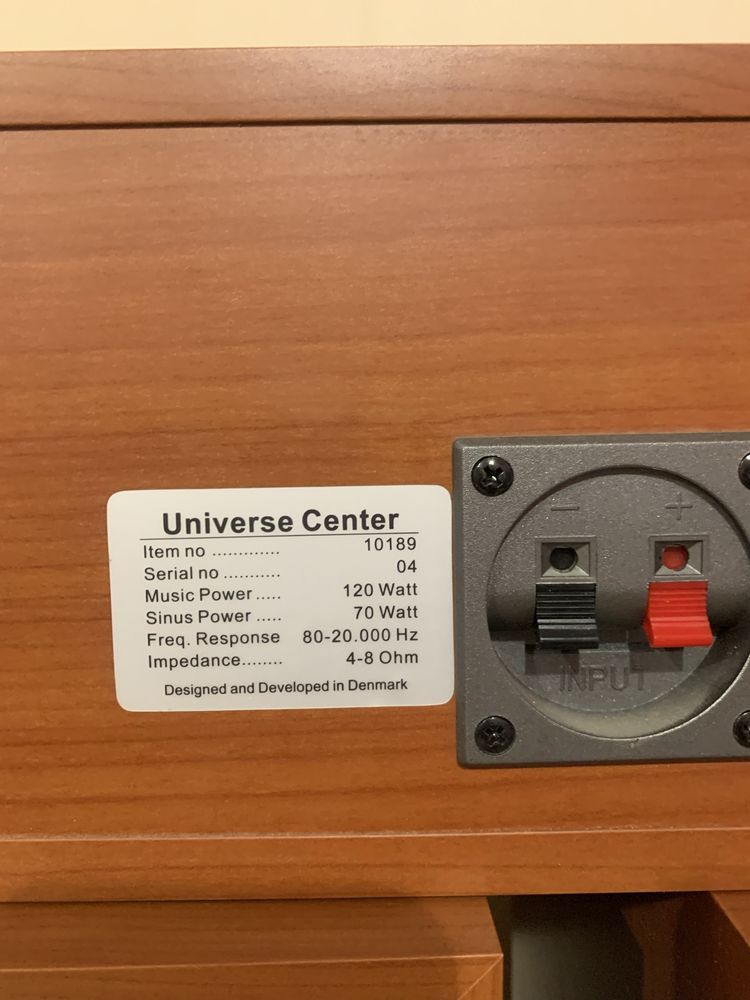 Universe Center
Item no ............. 10189
Serial no ........... 04
Music Power ..... 120 Watt
Sinus Power ..... 70 Watt
Freq. Response 80-20.000 Hz
Impedance........ 4-8 Ohm
Designed and Developed in Denmark
− +
INPUT